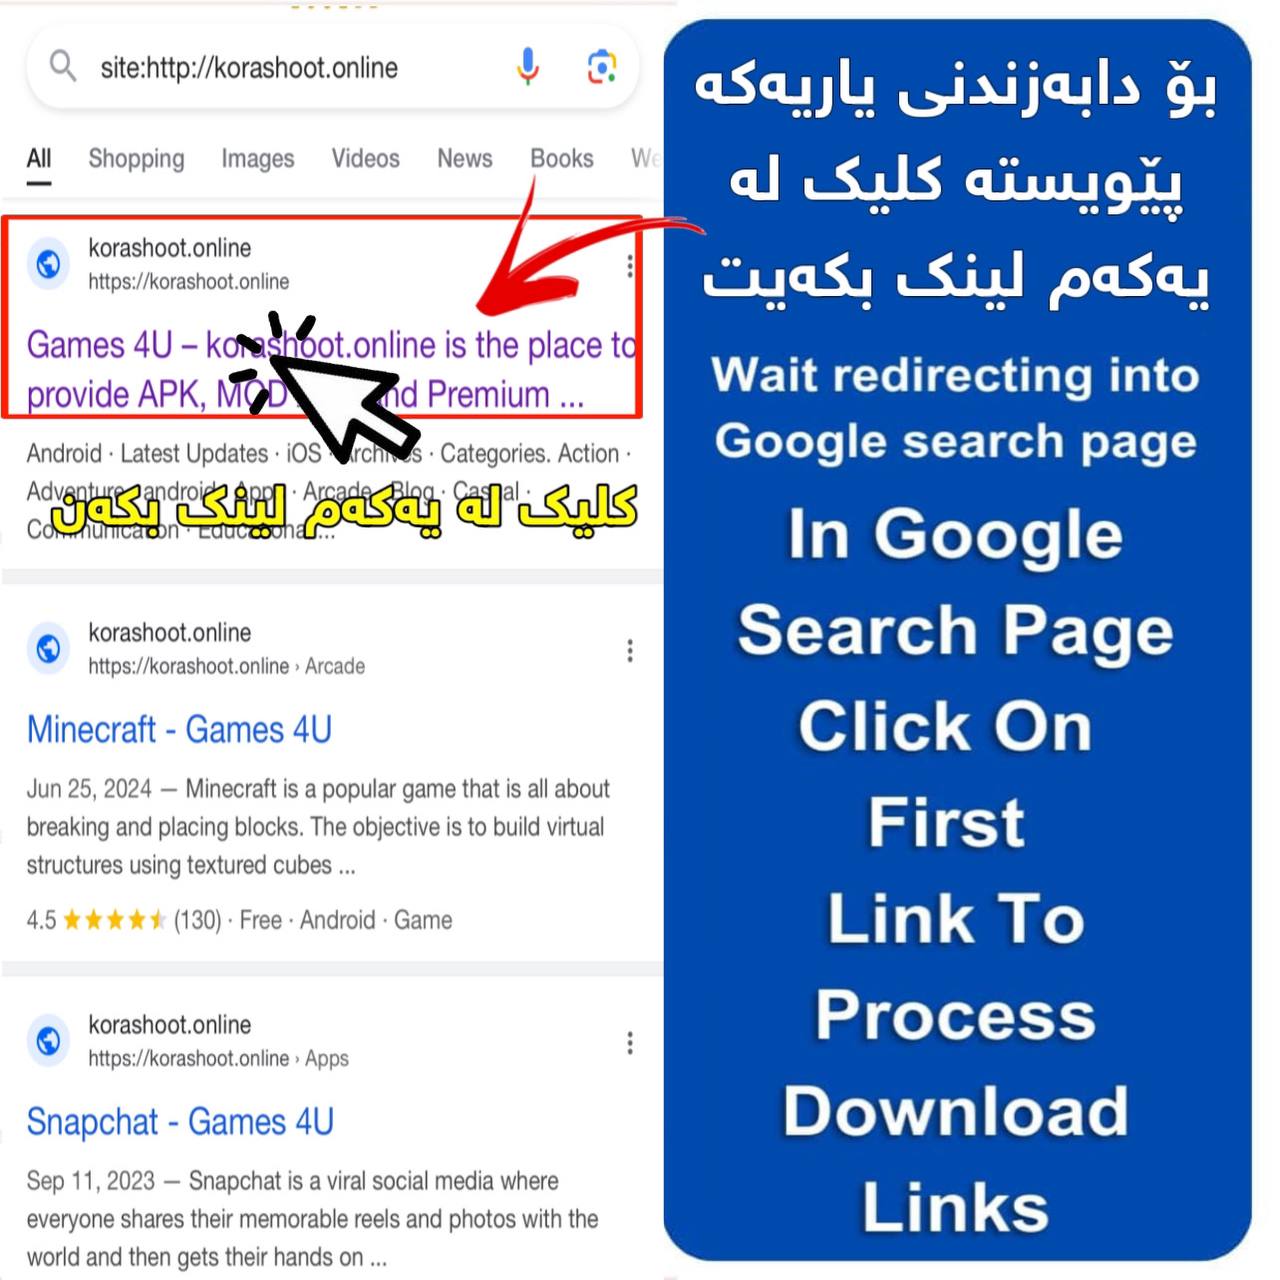 site:http://korashoot.online
All Shopping Images Videos News Books
korashoot.online
https://korashoot.online
Games 4U – korashoot.online is the place to
provide APK, MOD and Premium ...
Android · Latest Updates · iOS · Archives · Categories. Action ·
Adventure. android. Apps · Arcade. Blog · Casual ·
Communication · Educational ...
کلیک لە یەکەم لینک بکەن
korashoot.online
https://korashoot.online › Arcade
Minecraft - Games 4U
Jun 25, 2024 — Minecraft is a popular game that is all about
breaking and placing blocks. The objective is to build virtual
structures using textured cubes ...
4.5 (130) · Free · Android · Game
korashoot.online
https://korashoot.online › Apps
Snapchat - Games 4U
Sep 11, 2023 — Snapchat is a viral social media where
everyone shares their memorable reels and photos with the
world and then gets their hands on ...
بۆ دابەزندنی یاریەکە
پێویستە کلیک لە
یەکەم لینک بکەیت
Wait redirecting into
Google search page
In Google
Search Page
Click On
First
Link To
Process
Download
Links